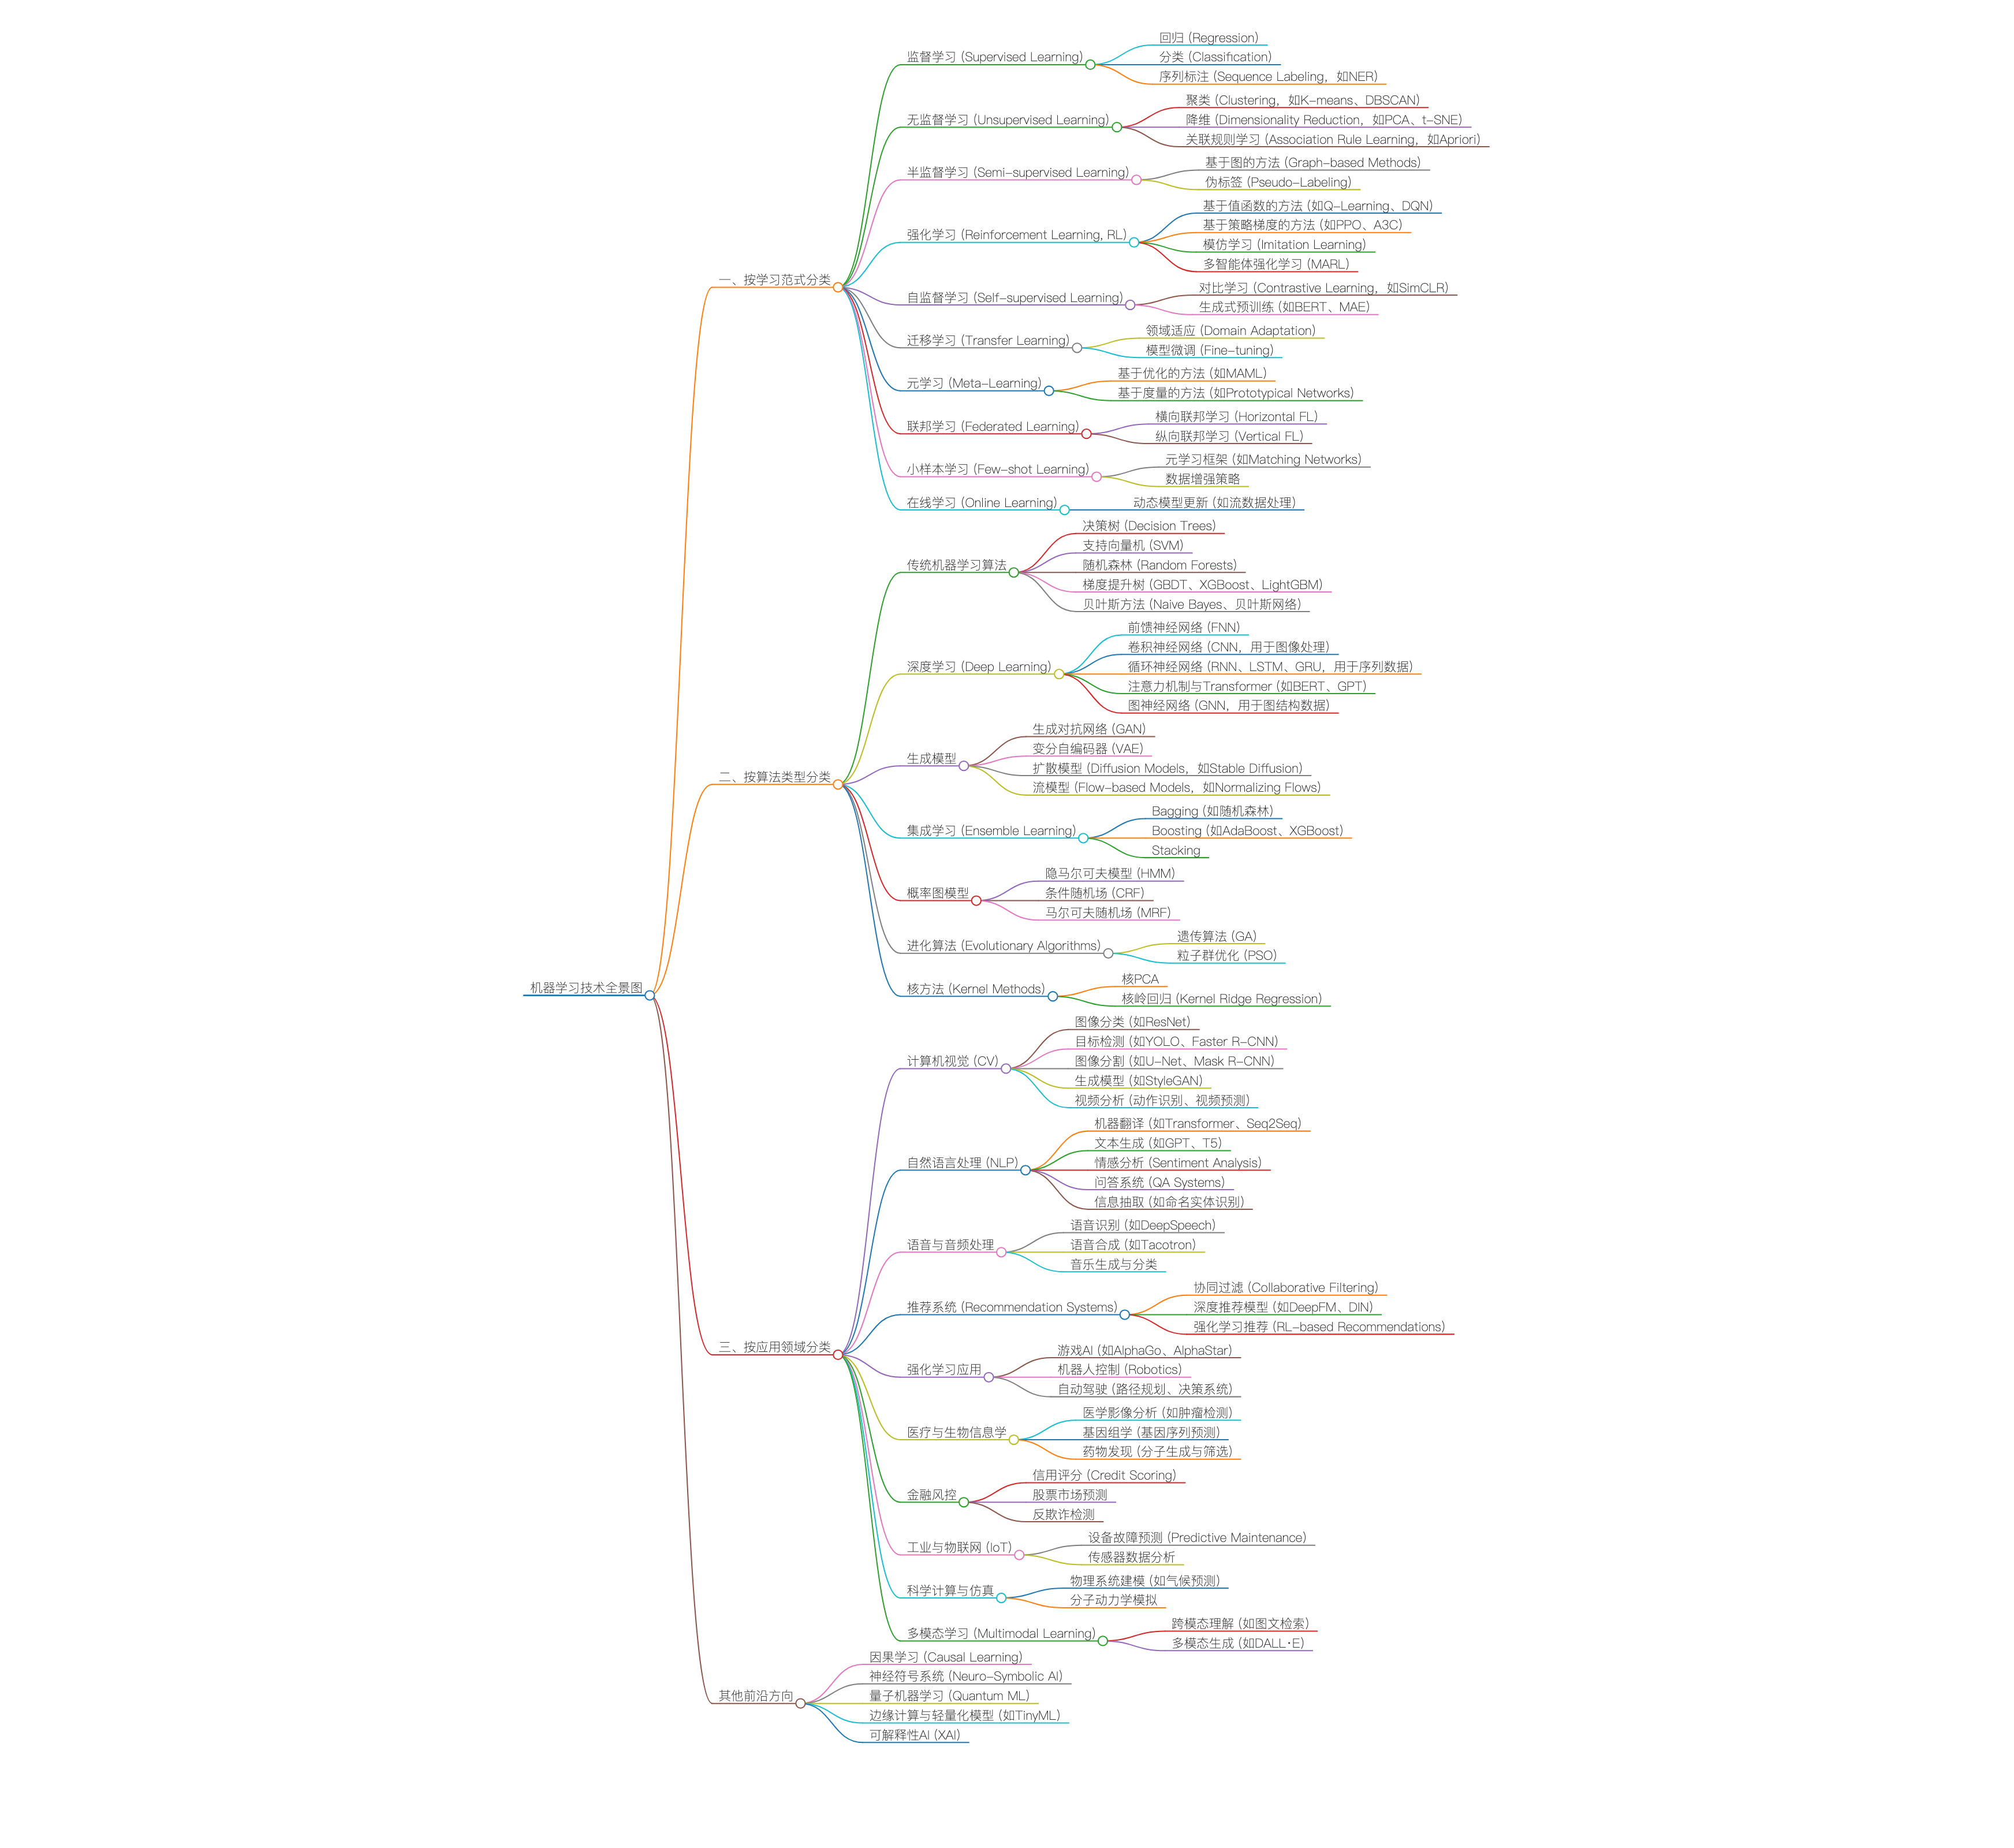 机器学习技术全景图
一、按学习范式分类
监督学习 (Supervised Learning)
回归 (Regression)
分类 (Classification)
序列标注 (Sequence Labeling，如NER)
无监督学习 (Unsupervised Learning)
聚类 (Clustering，如K-means、DBSCAN)
降维 (Dimensionality Reduction，如PCA、t-SNE)
关联规则学习 (Association Rule Learning，如Apriori)
半监督学习 (Semi-supervised Learning)
基于图的方法 (Graph-based Methods)
伪标签 (Pseudo-Labeling)
强化学习 (Reinforcement Learning, RL)
基于值函数的方法 (如Q-Learning、DQN)
基于策略梯度的方法 (如PPO、A3C)
模仿学习 (Imitation Learning)
多智能体强化学习 (MARL)
自监督学习 (Self-supervised Learning)
对比学习 (Contrastive Learning，如SimCLR)
生成式预训练 (如BERT、MAE)
迁移学习 (Transfer Learning)
领域适应 (Domain Adaptation)
模型微调 (Fine-tuning)
元学习 (Meta-Learning)
基于优化的方法 (如MAML)
基于度量的方法 (如Prototypical Networks)
联邦学习 (Federated Learning)
横向联邦学习 (Horizontal FL)
纵向联邦学习 (Vertical FL)
小样本学习 (Few-shot Learning)
元学习框架 (如Matching Networks)
数据增强策略
在线学习 (Online Learning)
动态模型更新 (如流数据处理)
二、按算法类型分类
传统机器学习算法
决策树 (Decision Trees)
支持向量机 (SVM)
随机森林 (Random Forests)
梯度提升树 (GBDT、XGBoost、LightGBM)
贝叶斯方法 (Naive Bayes、贝叶斯网络)
深度学习 (Deep Learning)
前馈神经网络 (FNN)
卷积神经网络 (CNN，用于图像处理)
循环神经网络 (RNN、LSTM、GRU，用于序列数据)
注意力机制与Transformer (如BERT、GPT)
图神经网络 (GNN，用于图结构数据)
生成模型
生成对抗网络 (GAN)
变分自编码器 (VAE)
扩散模型 (Diffusion Models，如Stable Diffusion)
流模型 (Flow-based Models，如Normalizing Flows)
集成学习 (Ensemble Learning)
Bagging (如随机森林)
Boosting (如AdaBoost、XGBoost)
Stacking
概率图模型
隐马尔可夫模型 (HMM)
条件随机场 (CRF)
马尔可夫随机场 (MRF)
进化算法 (Evolutionary Algorithms)
遗传算法 (GA)
粒子群优化 (PSO)
核方法 (Kernel Methods)
核PCA
核岭回归 (Kernel Ridge Regression)
三、按应用领域分类
计算机视觉 (CV)
图像分类 (如ResNet)
目标检测 (如YOLO、Faster R-CNN)
图像分割 (如U-Net、Mask R-CNN)
生成模型 (如StyleGAN)
视频分析 (动作识别、视频预测)
自然语言处理 (NLP)
机器翻译 (如Transformer、Seq2Seq)
文本生成 (如GPT、T5)
情感分析 (Sentiment Analysis)
问答系统 (QA Systems)
信息抽取 (如命名实体识别)
语音与音频处理
语音识别 (如DeepSpeech)
语音合成 (如Tacotron)
音乐生成与分类
推荐系统 (Recommendation Systems)
协同过滤 (Collaborative Filtering)
深度推荐模型 (如DeepFM、DIN)
强化学习推荐 (RL-based Recommendations)
强化学习应用
游戏AI (如AlphaGo、AlphaStar)
机器人控制 (Robotics)
自动驾驶 (路径规划、决策系统)
医疗与生物信息学
医学影像分析 (如肿瘤检测)
基因组学 (基因序列预测)
药物发现 (分子生成与筛选)
金融风控
信用评分 (Credit Scoring)
股票市场预测
反欺诈检测
工业与物联网 (IoT)
设备故障预测 (Predictive Maintenance)
传感器数据分析
科学计算与仿真
物理系统建模 (如气候预测)
分子动力学模拟
多模态学习 (Multimodal Learning)
跨模态理解 (如图文检索)
多模态生成 (如DALL·E)
其他前沿方向
因果学习 (Causal Learning)
神经符号系统 (Neuro-Symbolic AI)
量子机器学习 (Quantum ML)
边缘计算与轻量化模型 (如TinyML)
可解释性AI (XAI)